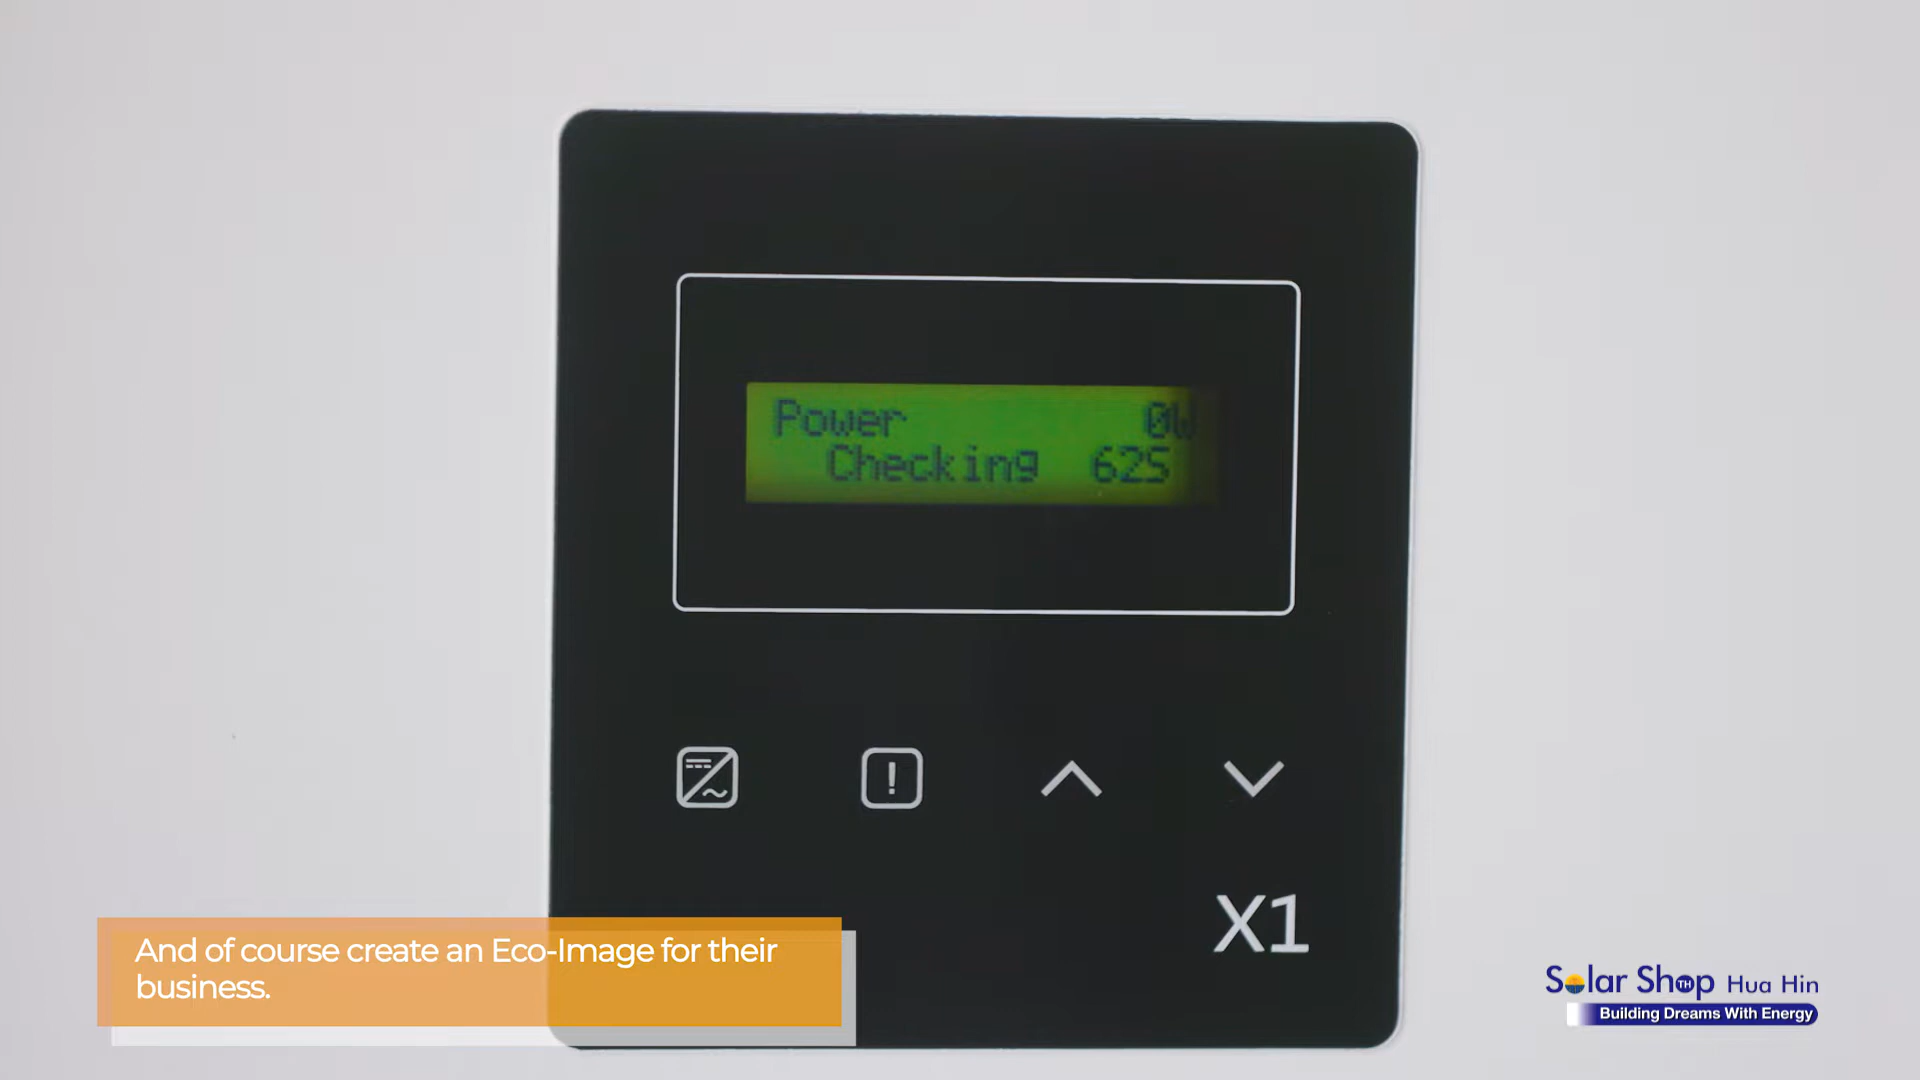 Power 0W
Checking 62S
X1
And of course create an Eco-Image for their
business.
Solar Shop TH Hua Hin
Building Dreams With Energy